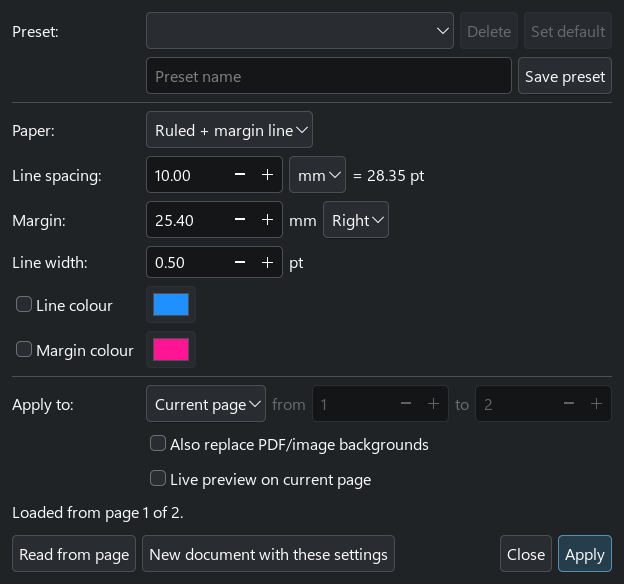 Preset: Delete Set default
Preset name Save preset
Paper: Ruled + margin line
Line spacing: 10.00 − + mm = 28.35 pt
Margin: 25.40 − + mm Right
Line width: 0.50 − + pt
Line colour
Margin colour
Apply to: Current page from 1 − + to 2 − +
Also replace PDF/image backgrounds
Live preview on current page
Loaded from page 1 of 2.
Read from page New document with these settings Close Apply